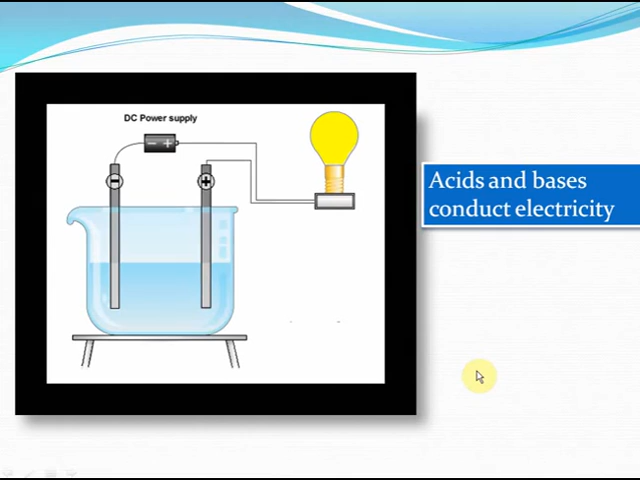 DC Power supply
− +
− +
Acids and bases
conduct electricity